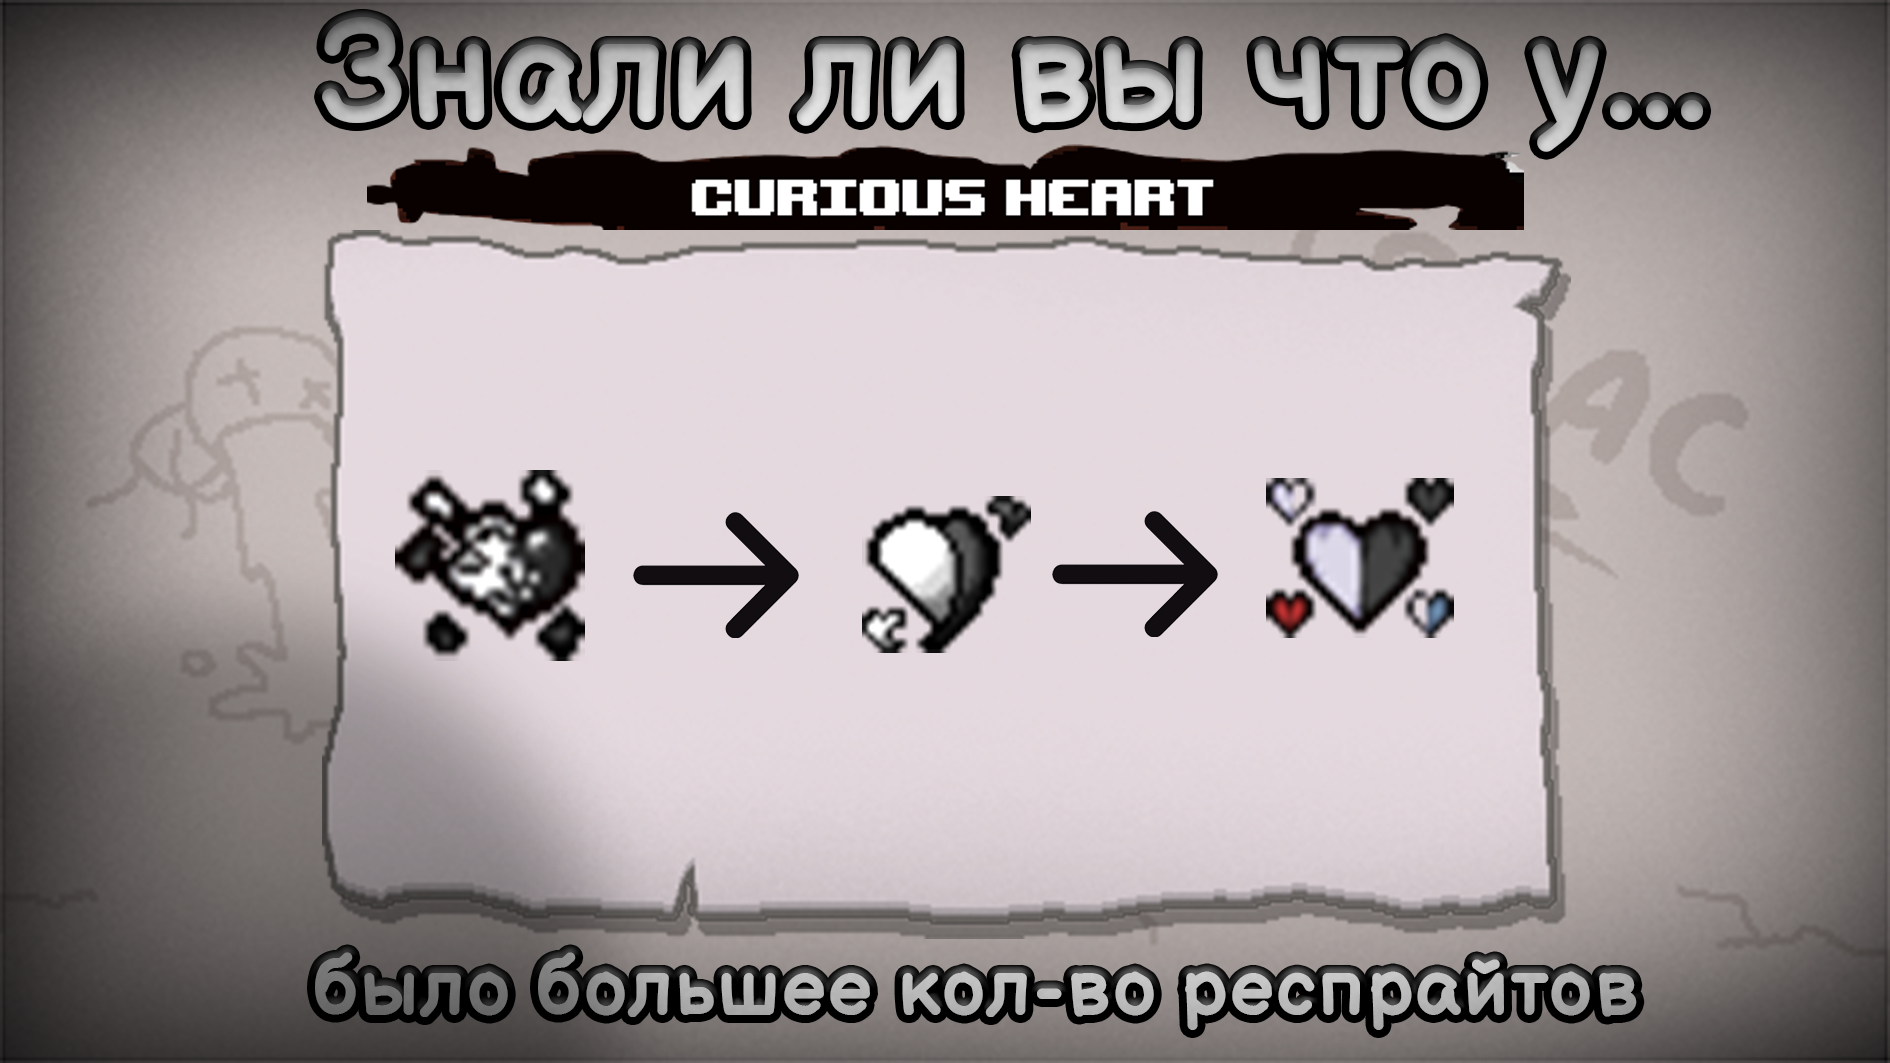 Знали ли вы что у...
CURIOUS HEART
было большее кол-во респрайтов